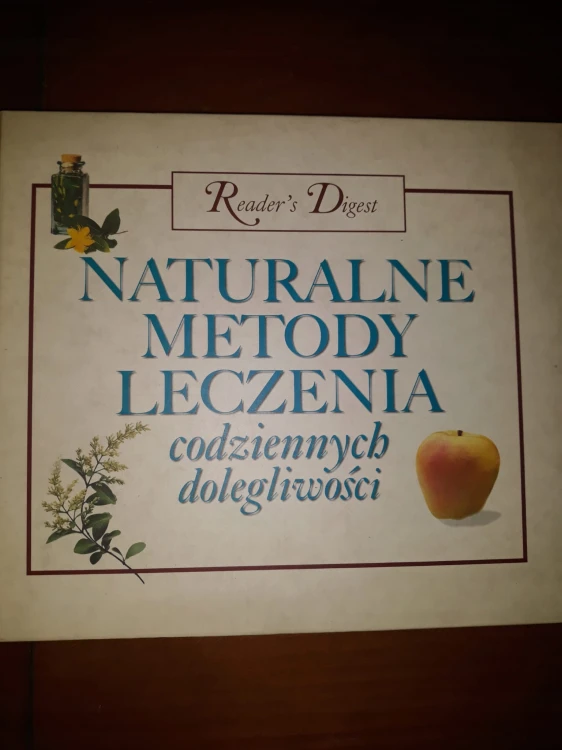 Reader's Digest
NATURALNE
METODY
LECZENIA
codziennych
dolegliwości